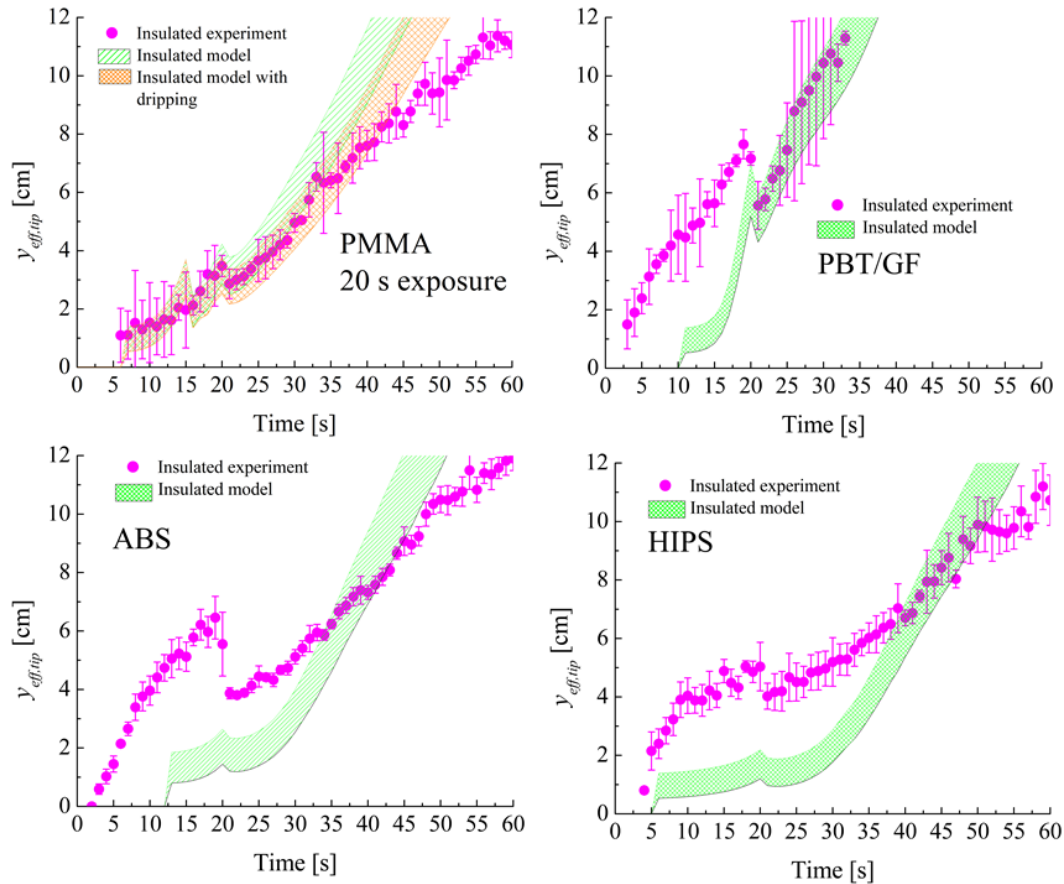 12
10
8
6
4
2
0
y_eff,tip [cm]
Insulated experiment
Insulated model
Insulated model with
dripping
PMMA
20 s exposure
0 5 10 15 20 25 30 35 40 45 50 55 60
Time [s]
12
10
8
6
4
2
0
y_eff,tip [cm]
Insulated experiment
Insulated model
PBT/GF
0 5 10 15 20 25 30 35 40 45 50 55 60
Time [s]
12
10
8
6
4
2
0
y_eff,tip [cm]
Insulated experiment
Insulated model
ABS
0 5 10 15 20 25 30 35 40 45 50 55 60
Time [s]
12
10
8
6
4
2
0
y_eff,tip [cm]
Insulated experiment
Insulated model
HIPS
0 5 10 15 20 25 30 35 40 45 50 55 60
Time [s]